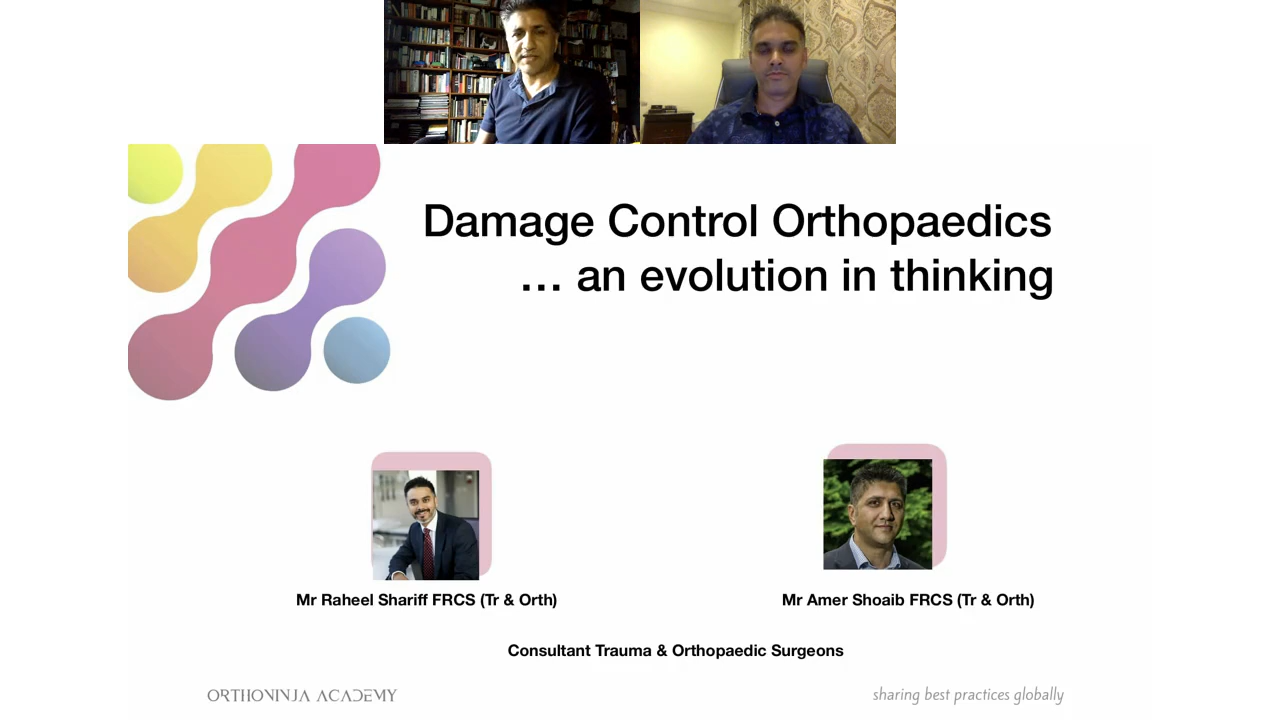 Damage Control Orthopaedics
... an evolution in thinking
Mr Raheel Shariff FRCS (Tr & Orth)
Mr Amer Shoaib FRCS (Tr & Orth)
Consultant Trauma & Orthopaedic Surgeons
ORTHONINJA ACADEMY
sharing best practices globally